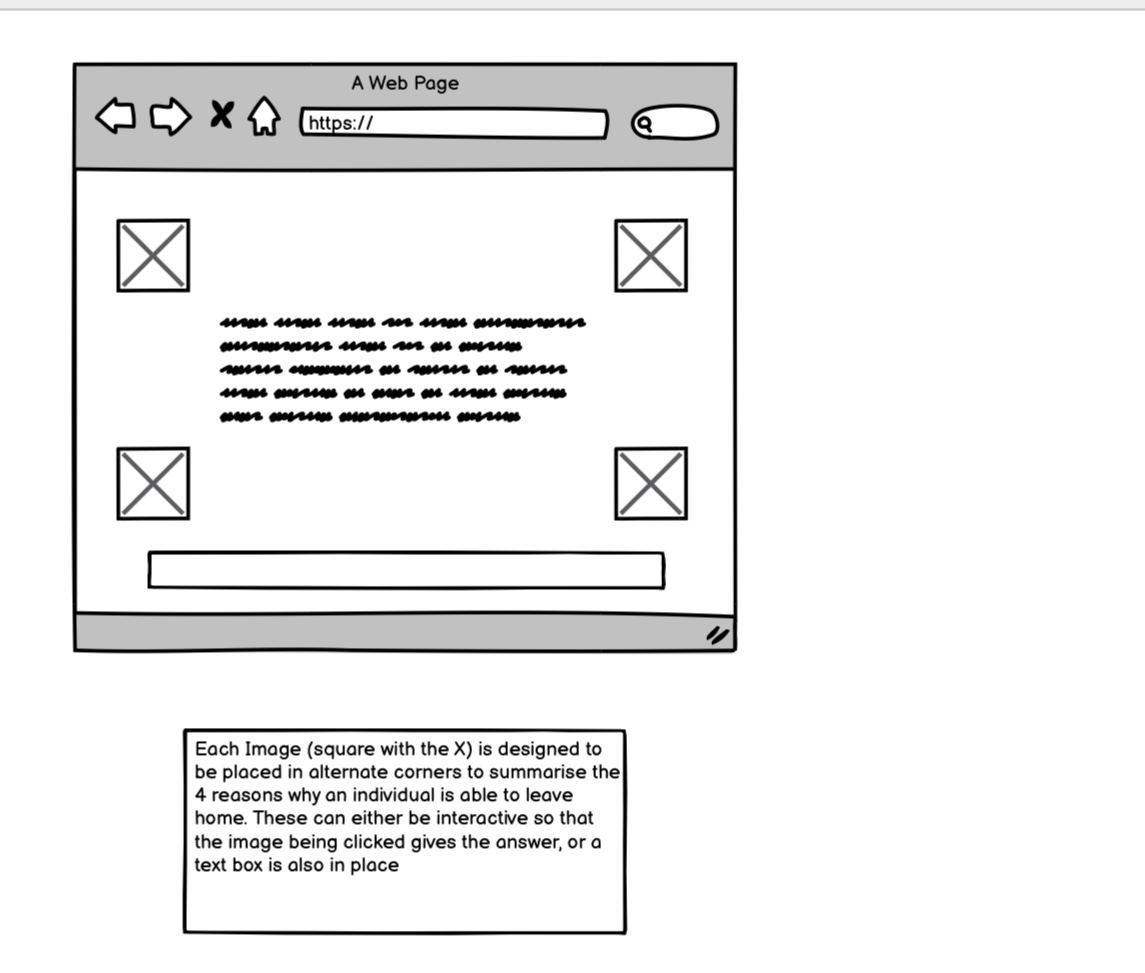 A Web Page
https://
Each Image (square with the X) is designed to
be placed in alternate corners to summarise the
4 reasons why an individual is able to leave
home. These can either be interactive so that
the image being clicked gives the answer, or a
text box is also in place